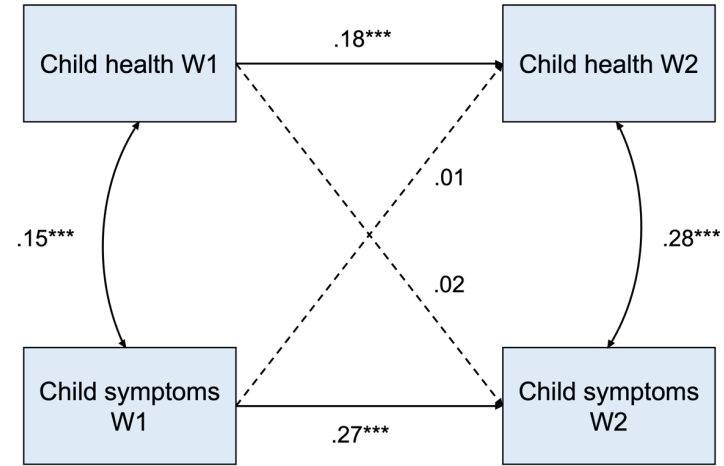 .18***
Child health W1
Child health W2
.01
.15***
.28***
.02
Child symptoms
W1
Child symptoms
W2
.27***